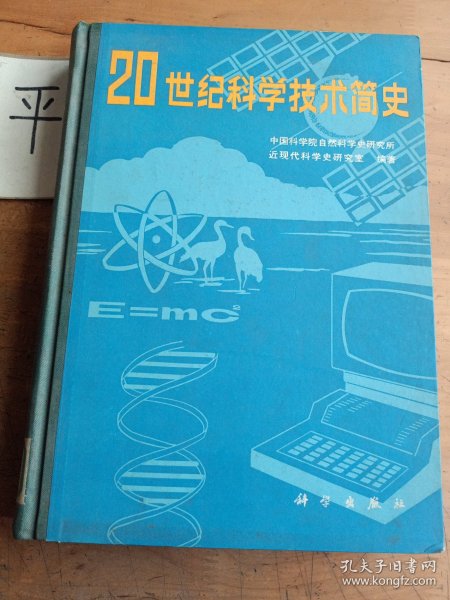 平
20世纪科学技术简史
中国科学院自然科学史研究所
近现代科学史研究室 编著
E=mc²
科学出版社
孔夫子旧书网
www.kongfz.com